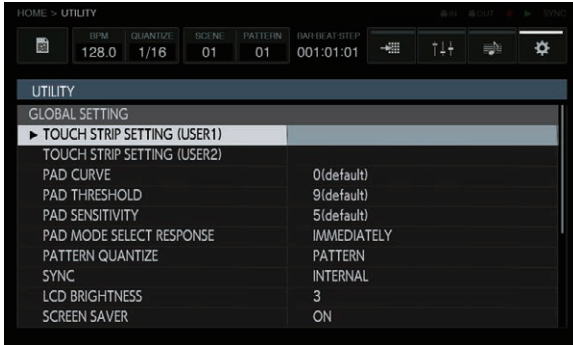 HOME > UTILITY
IN OUT SYNC
BPM QUANTIZE SCENE PATTERN BAR·BEAT·STEP
128.0 1/16 01 01 001:01:01
UTILITY
GLOBAL SETTING
▶ TOUCH STRIP SETTING (USER1)
TOUCH STRIP SETTING (USER2)
PAD CURVE 0(default)
PAD THRESHOLD 9(default)
PAD SENSITIVITY 5(default)
PAD MODE SELECT RESPONSE IMMEDIATELY
PATTERN QUANTIZE PATTERN
SYNC INTERNAL
LCD BRIGHTNESS 3
SCREEN SAVER ON